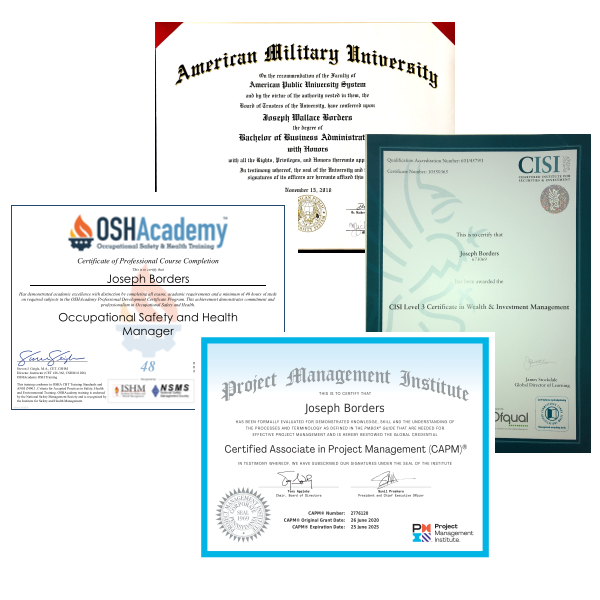 American Military University
On the recommendation of the Faculty of
American Public University System
and by the virtue of the authority vested in them, the
Board of Trustees of the University, have conferred upon
Joseph Wallace Borders
the degree of
Bachelor of Business Administrat
with Honors
with all the Rights, Privileges, and Honors thereunto app
In testimony whereof, the seal of the University and
signatures of its officers are hereunto affixed this
November 15, 2016
Qualification Accreditation Number: 601/4179/1
Certificate Number:
CISI
CHARTERED INSTITUTE FOR
SECURITIES & INVESTMENT
This is to certify that
Joseph Borders
has been awarded the
CISI Level 3 Certificate in Wealth & Investment Management
James Stockdale
Global Director of Learning
Ofqual
OSHAcademy™
Occupational Safety & Health Training
Certificate of Professional Course Completion
This is to certify that
Joseph Borders
Has demonstrated academic excellence with distinction by completing all course academic requirements and a minimum of 48 hours of study
on required subjects in the OSHAcademy Professional Development Certificate Program. This achievement demonstrates commitment and
professionalism in Occupational Safety and Health.
Occupational Safety and Health
Manager
48
OSHAcademy OSH Training
ISHM
NSMS
Project Management Institute
THIS IS TO CERTIFY THAT
Joseph Borders
HAS BEEN FORMALLY EVALUATED FOR DEMONSTRATED KNOWLEDGE, SKILL AND THE UNDERSTANDING OF
THE PROCESSES AND TERMINOLOGY AS DEFINED IN THE PMBOK® GUIDE THAT ARE NEEDED FOR
EFFECTIVE PROJECT MANAGEMENT AND IS HEREBY BESTOWED THE GLOBAL CREDENTIAL
Certified Associate in Project Management (CAPM)®
IN TESTIMONY WHEREOF, WE HAVE SUBSCRIBED OUR SIGNATURES UNDER THE SEAL OF THE INSTITUTE
Tony Appleby
Chair, Board of Directors
Sunil Prashara
President and Chief Executive Officer
SEAL
1969
CAPM® Number: 2776120
CAPM® Original Grant Date: 26 June 2020
CAPM® Expiration Date: 25 June 2025
Project
Management
Institute.